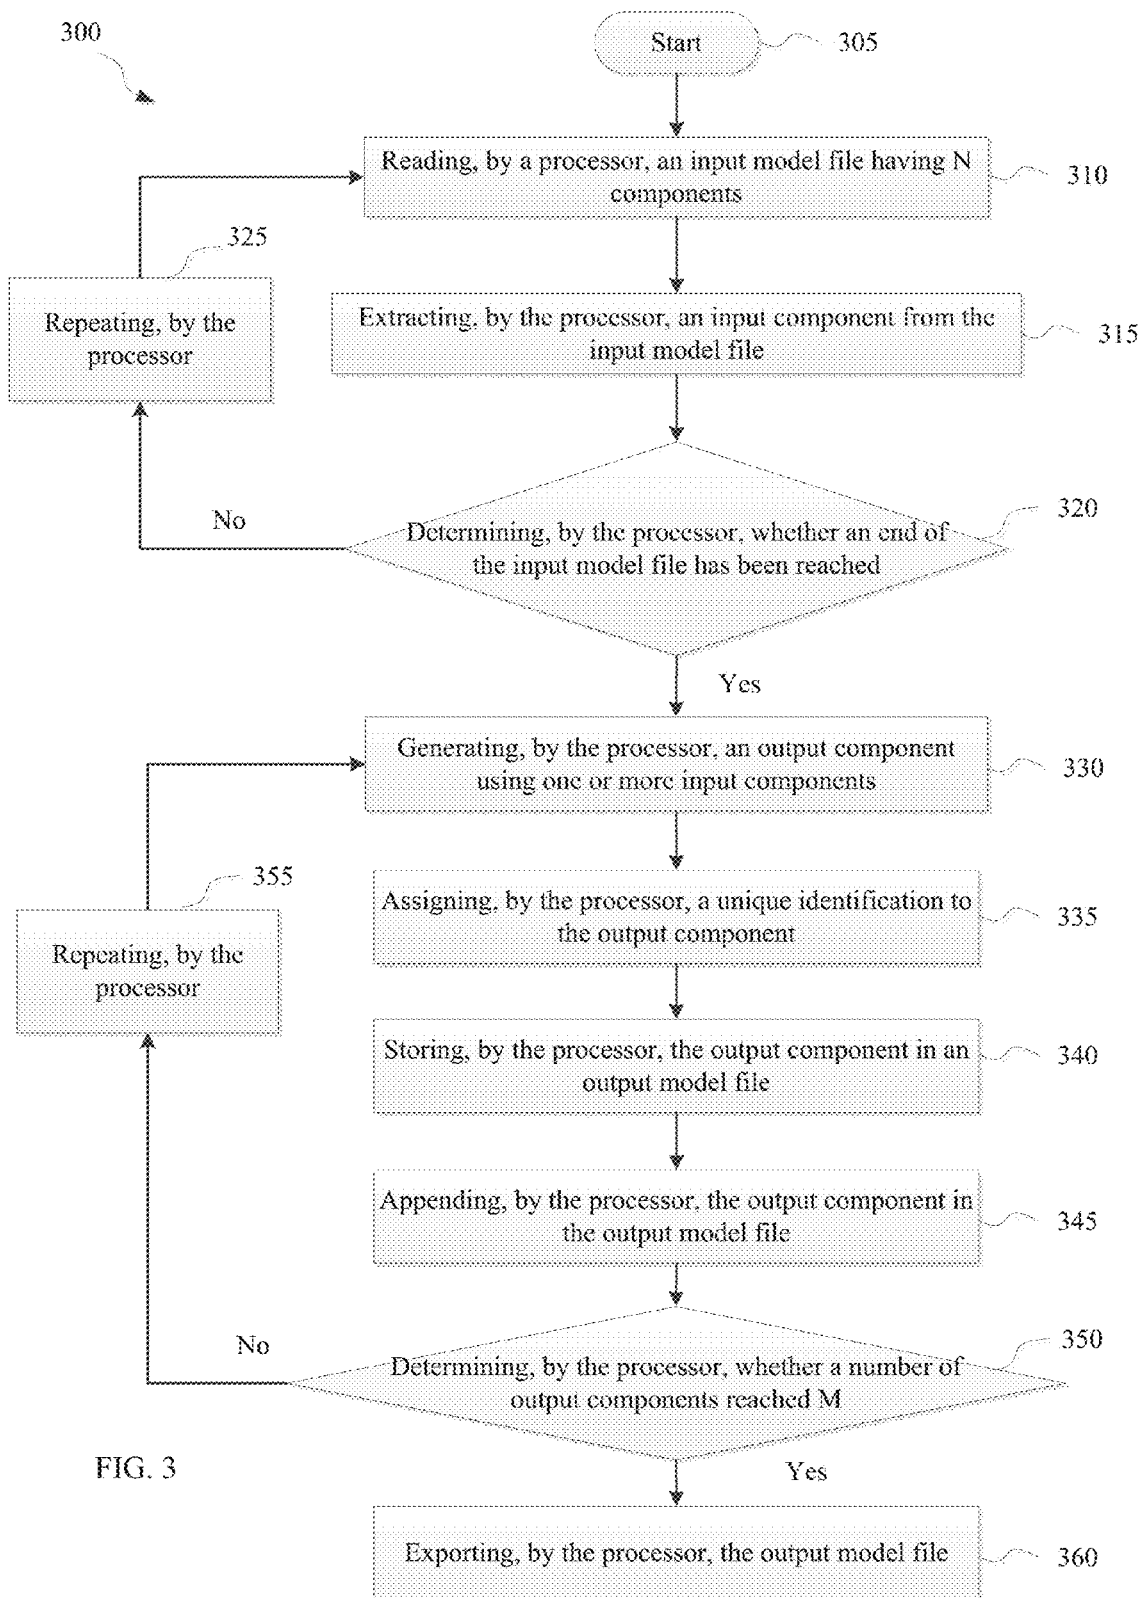 300
Start
305
Reading, by a processor, an input model file having N
components
310
325
Repeating, by the
processor
Extracting, by the processor, an input component from the
input model file
315
320
No
Determining, by the processor, whether an end of
the input model file has been reached
Yes
Generating, by the processor, an output component
using one or more input components
330
355
Repeating, by the
processor
Assigning, by the processor, a unique identification to
the output component
335
Storing, by the processor, the output component in an
output model file
340
Appending, by the processor, the output component in
the output model file
345
No
350
Determining, by the processor, whether a number of
output components reached M
FIG. 3
Yes
Exporting, by the processor, the output model file
360